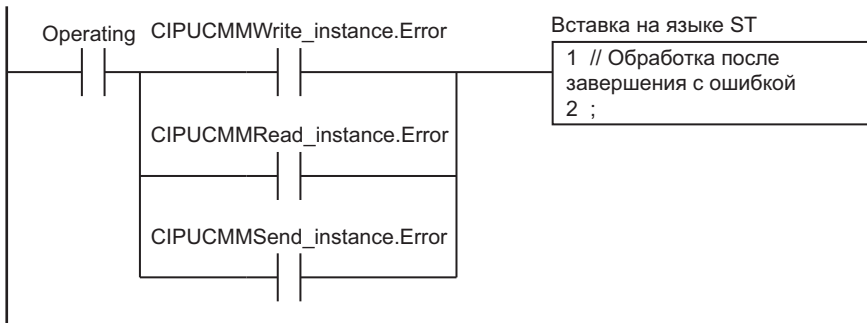 Operating
CIPUCMMWrite_instance.Error
Вставка на языке ST
1 // Обработка после
завершения с ошибкой
2 ;
CIPUCMMRead_instance.Error
CIPUCMMSend_instance.Error